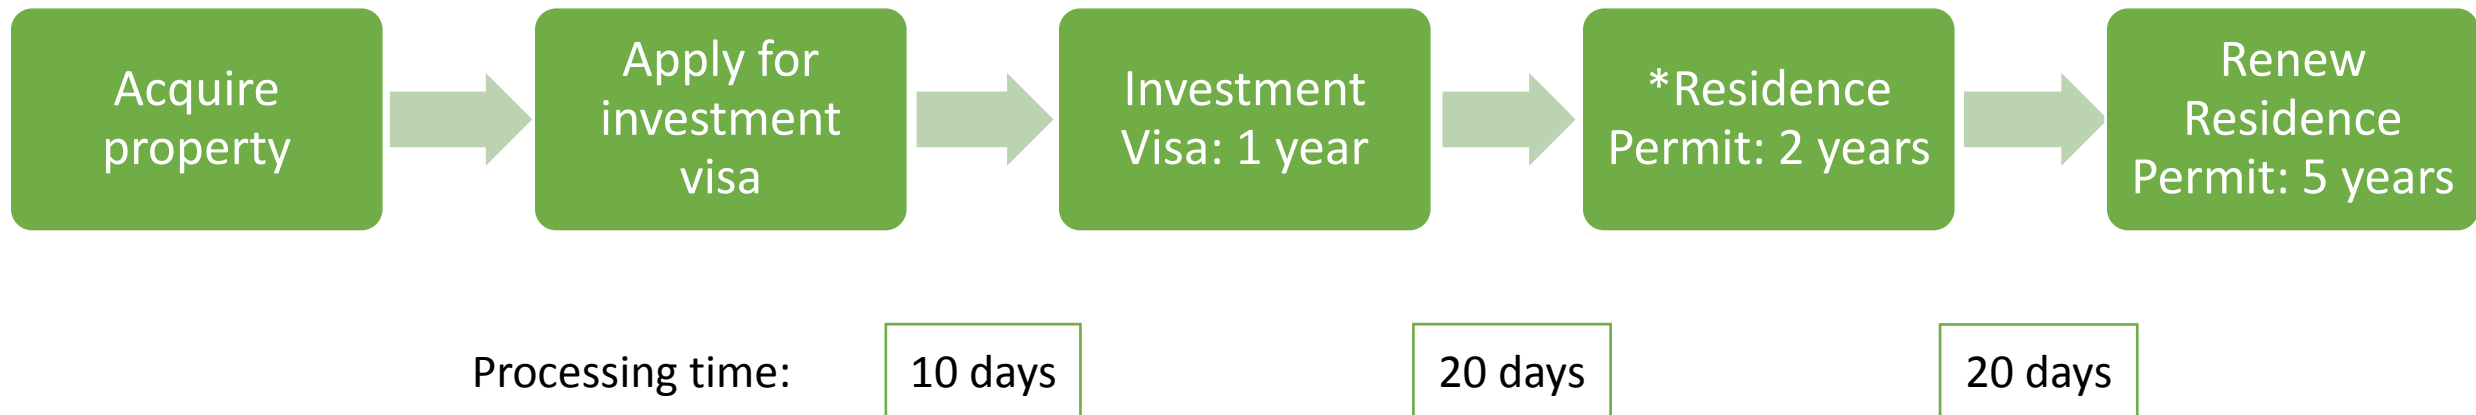 Acquire
property
Apply for
investment
visa
Investment
Visa: 1 year
*Residence
Permit: 2 years
Renew
Residence
Permit: 5 years
Processing time:
10 days
20 days
20 days